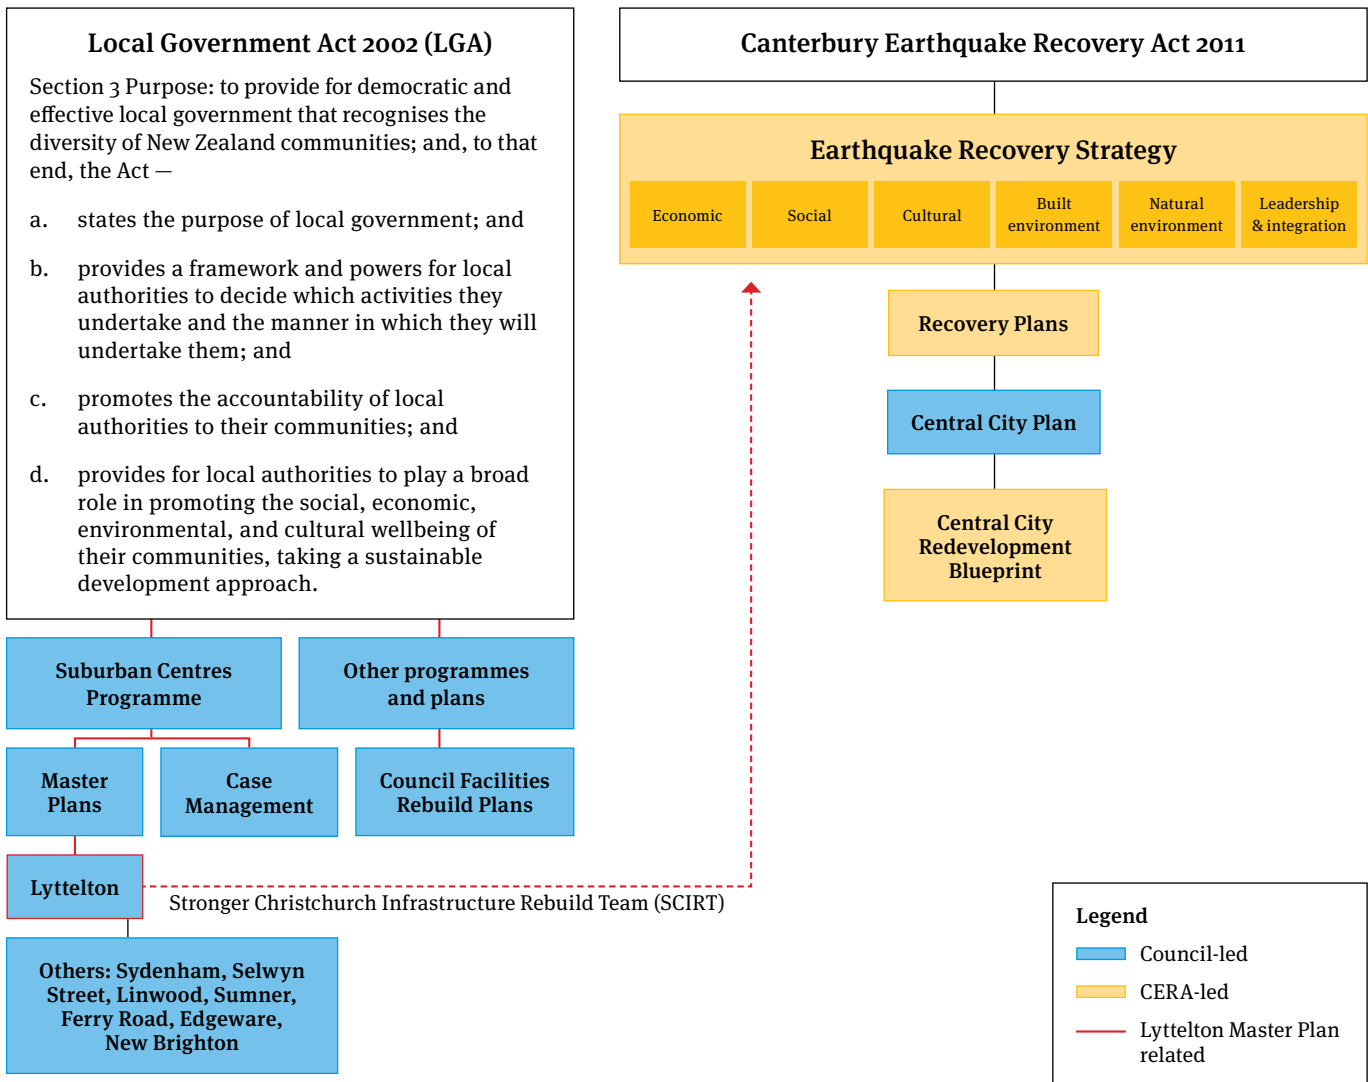 Local Government Act 2002 (LGA)
Section 3 Purpose: to provide for democratic and
effective local government that recognises the
diversity of New Zealand communities; and, to that
end, the Act —
a. states the purpose of local government; and
b. provides a framework and powers for local
authorities to decide which activities they
undertake and the manner in which they will
undertake them; and
c. promotes the accountability of local
authorities to their communities; and
d. provides for local authorities to play a broad
role in promoting the social, economic,
environmental, and cultural wellbeing of
their communities, taking a sustainable
development approach.
Suburban Centres
Programme
Other programmes
and plans
Master
Plans
Case
Management
Council Facilities
Rebuild Plans
Lyttelton
Stronger Christchurch Infrastructure Rebuild Team (SCIRT)
Others: Sydenham, Selwyn
Street, Linwood, Sumner,
Ferry Road, Edgeware,
New Brighton
Canterbury Earthquake Recovery Act 2011
Earthquake Recovery Strategy
Economic
Social
Cultural
Built
environment
Natural
environment
Leadership
& integration
Recovery Plans
Central City Plan
Central City
Redevelopment
Blueprint
Legend
Council-led
CERA-led
Lyttelton Master Plan
related